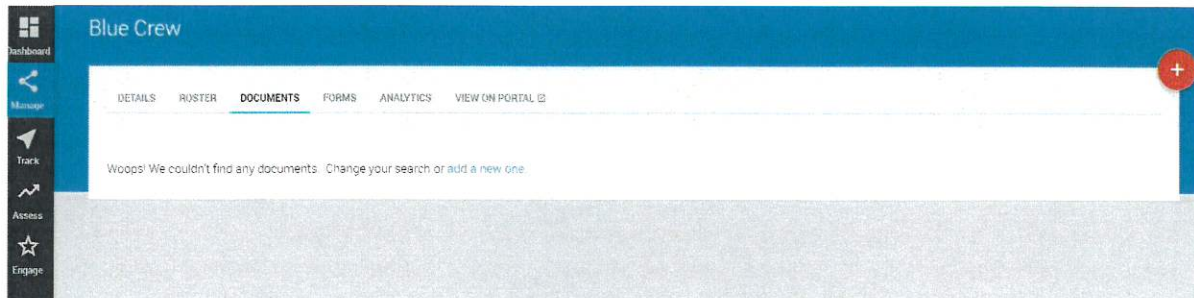 Blue Crew
Dashboard
Manage
Track
Assess
Engage
DETAILS ROSTER DOCUMENTS FORMS ANALYTICS VIEW ON PORTAL
Woops! We couldn't find any documents. Change your search or add a new one.
+